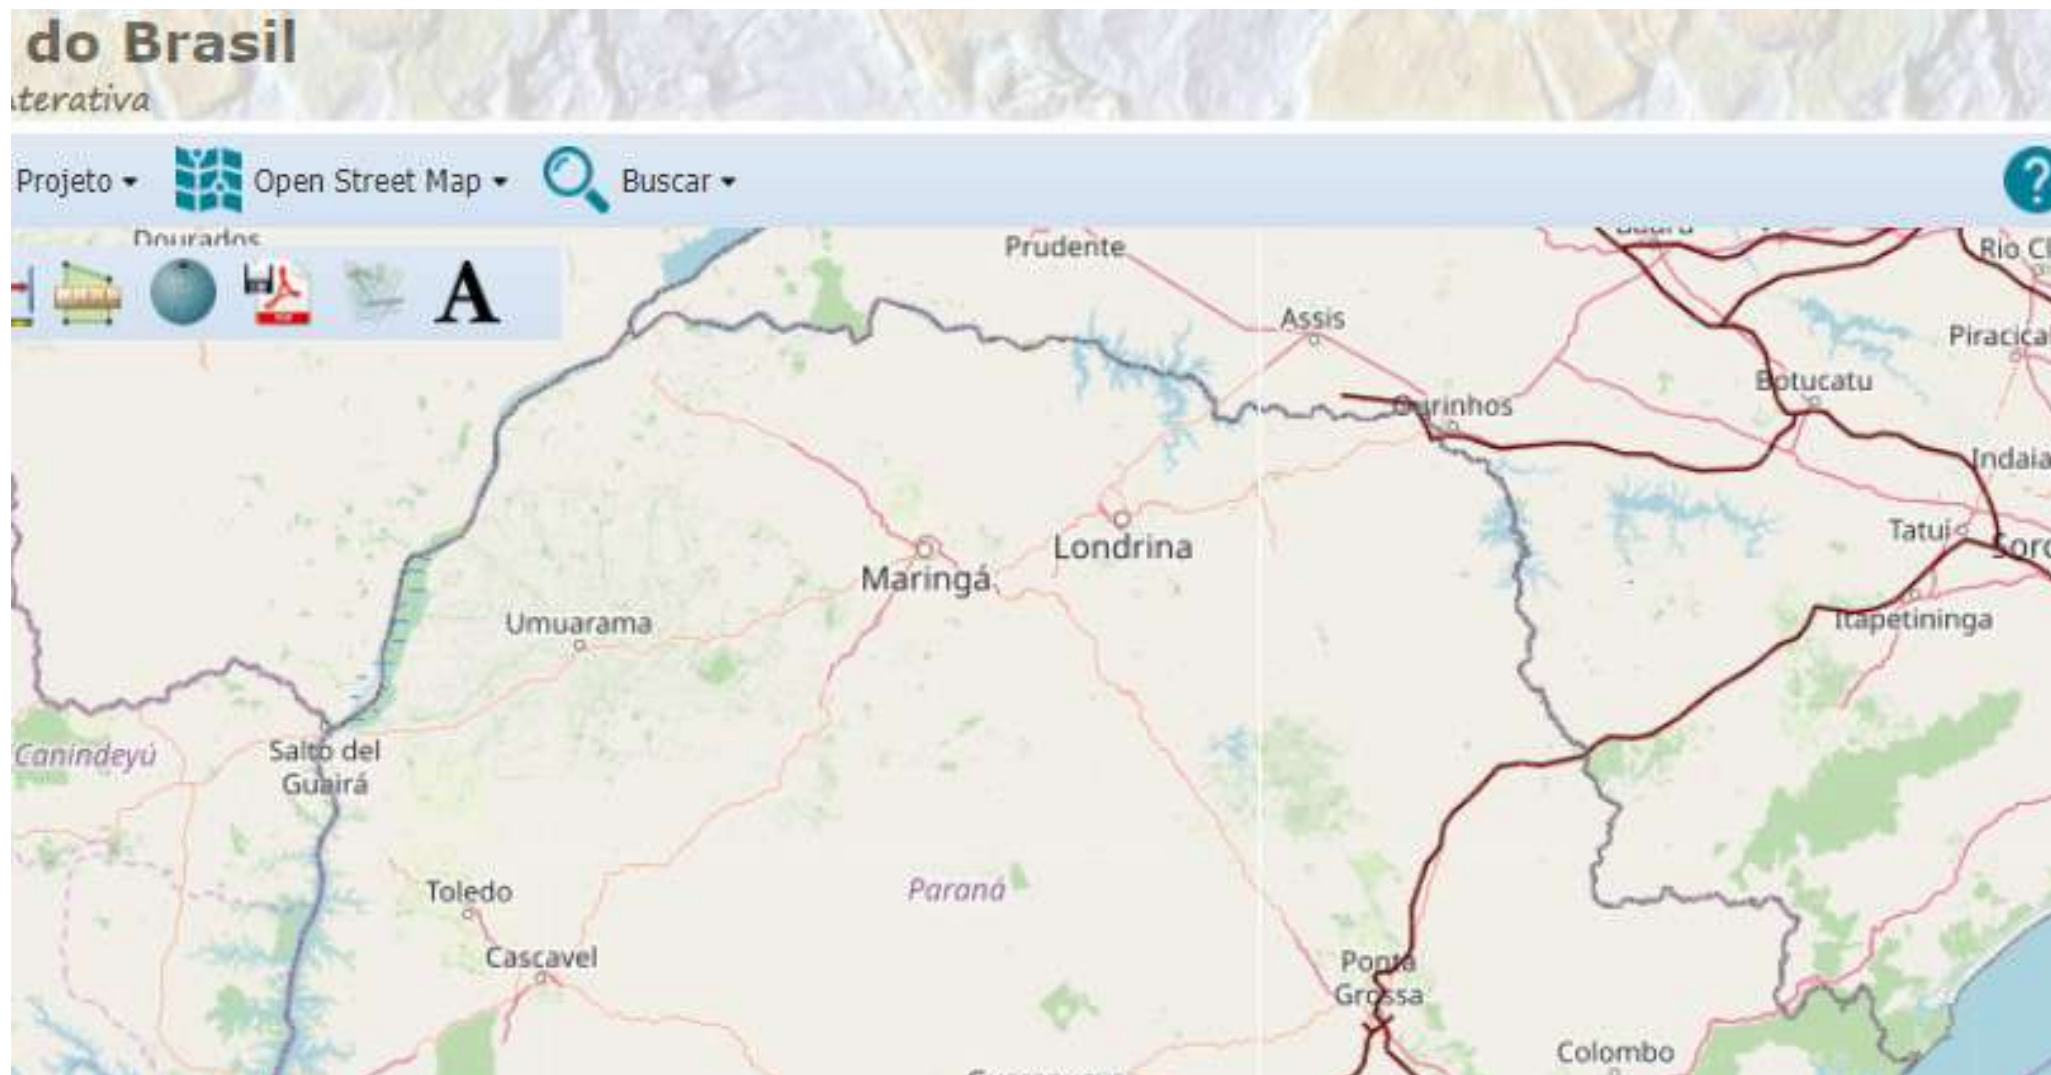 do Brasil
terativa
Projeto
Open Street Map
Buscar
?
Dourados
A
Prudente
Rio Cl
Assis
Piracica
Botucatu
Ourinhos
Indaia
Londrina
Tatuí
Soro
Maringá
Umuarama
Itapetininga
Canindeyú
Salto del
Guairá
Toledo
Paraná
Cascavel
Ponta
Grossa
Colombo